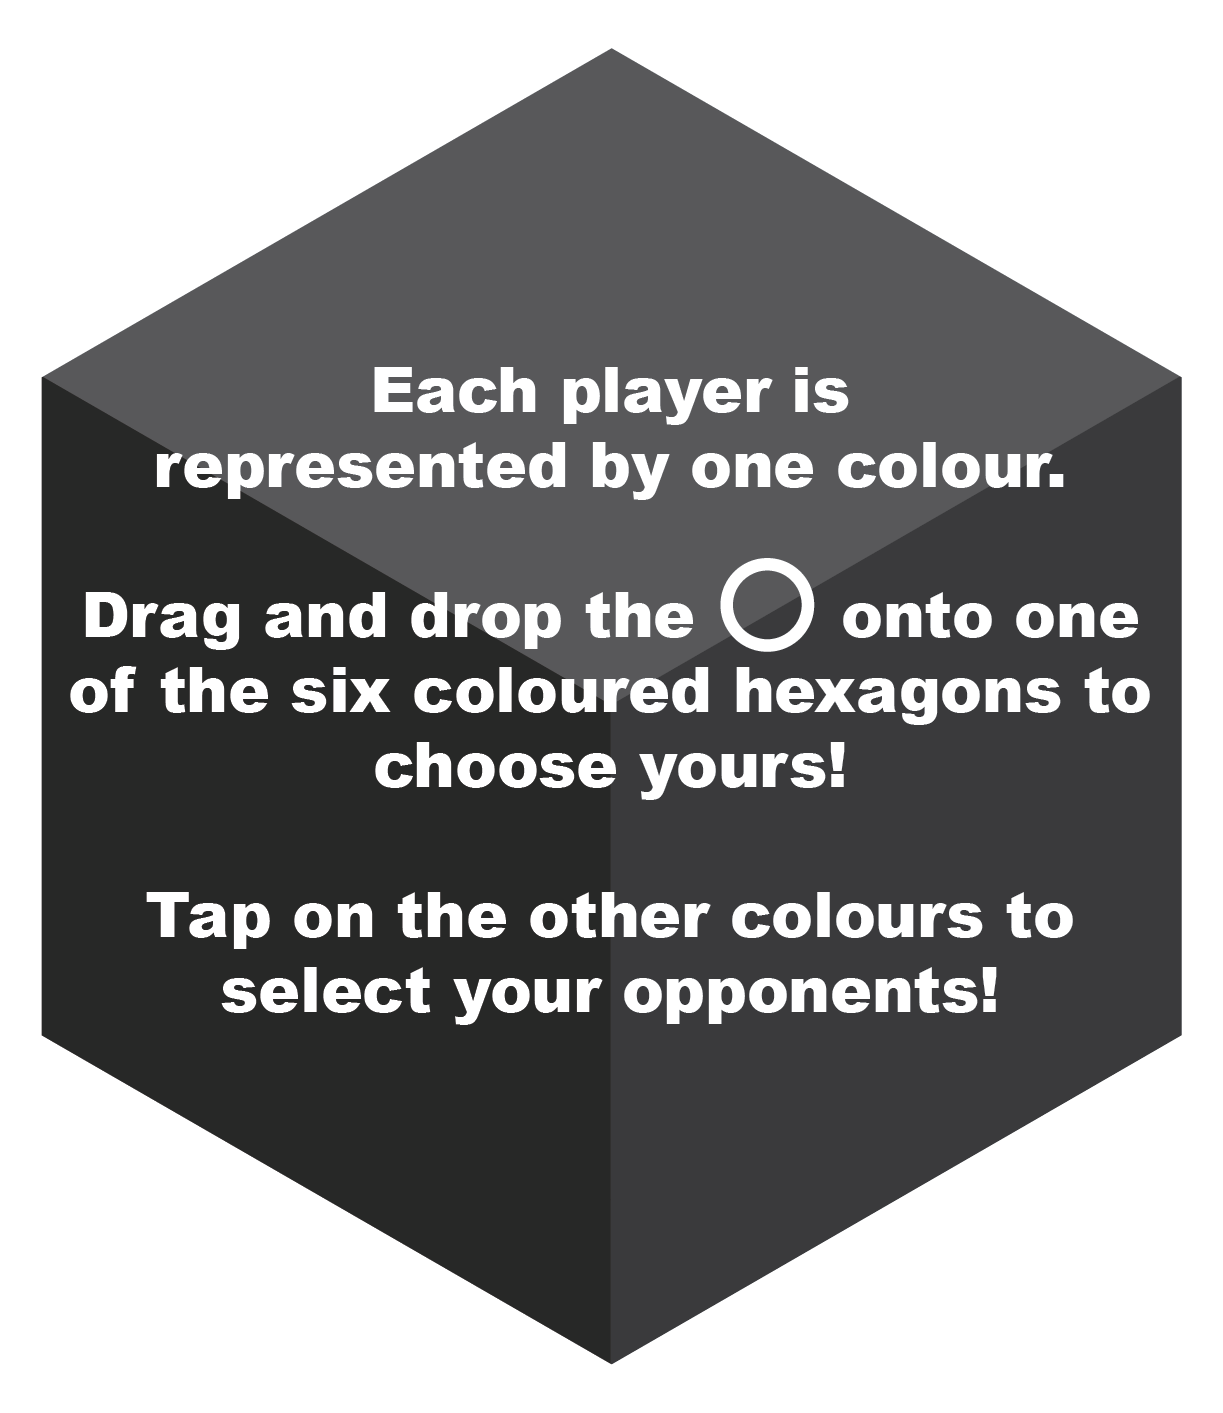 Each player is
represented by one colour.
Drag and drop the onto one
of the six coloured hexagons to
choose yours!
Tap on the other colours to
select your opponents!